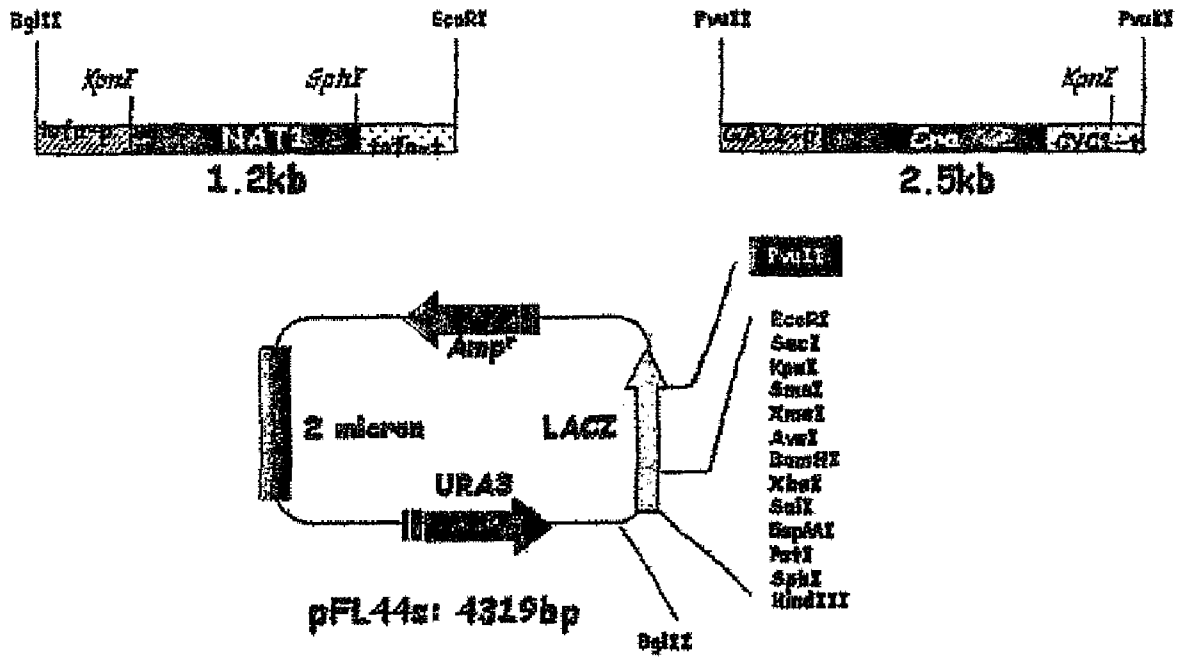 BglII EcoRI
KpnI SphI
NAT1
1.2kb
PvuII PvuII
KpnI
2.5kb
PvuII
EcoRI
SacI
KpnI
SmaI
XmaI
AvaI
BamHI
XbaI
SalI
BspMI
PstI
SphI
HindIII
Ampʳ
2 micron
LACZ
URA3
BglII
pFL44s: 4319bp